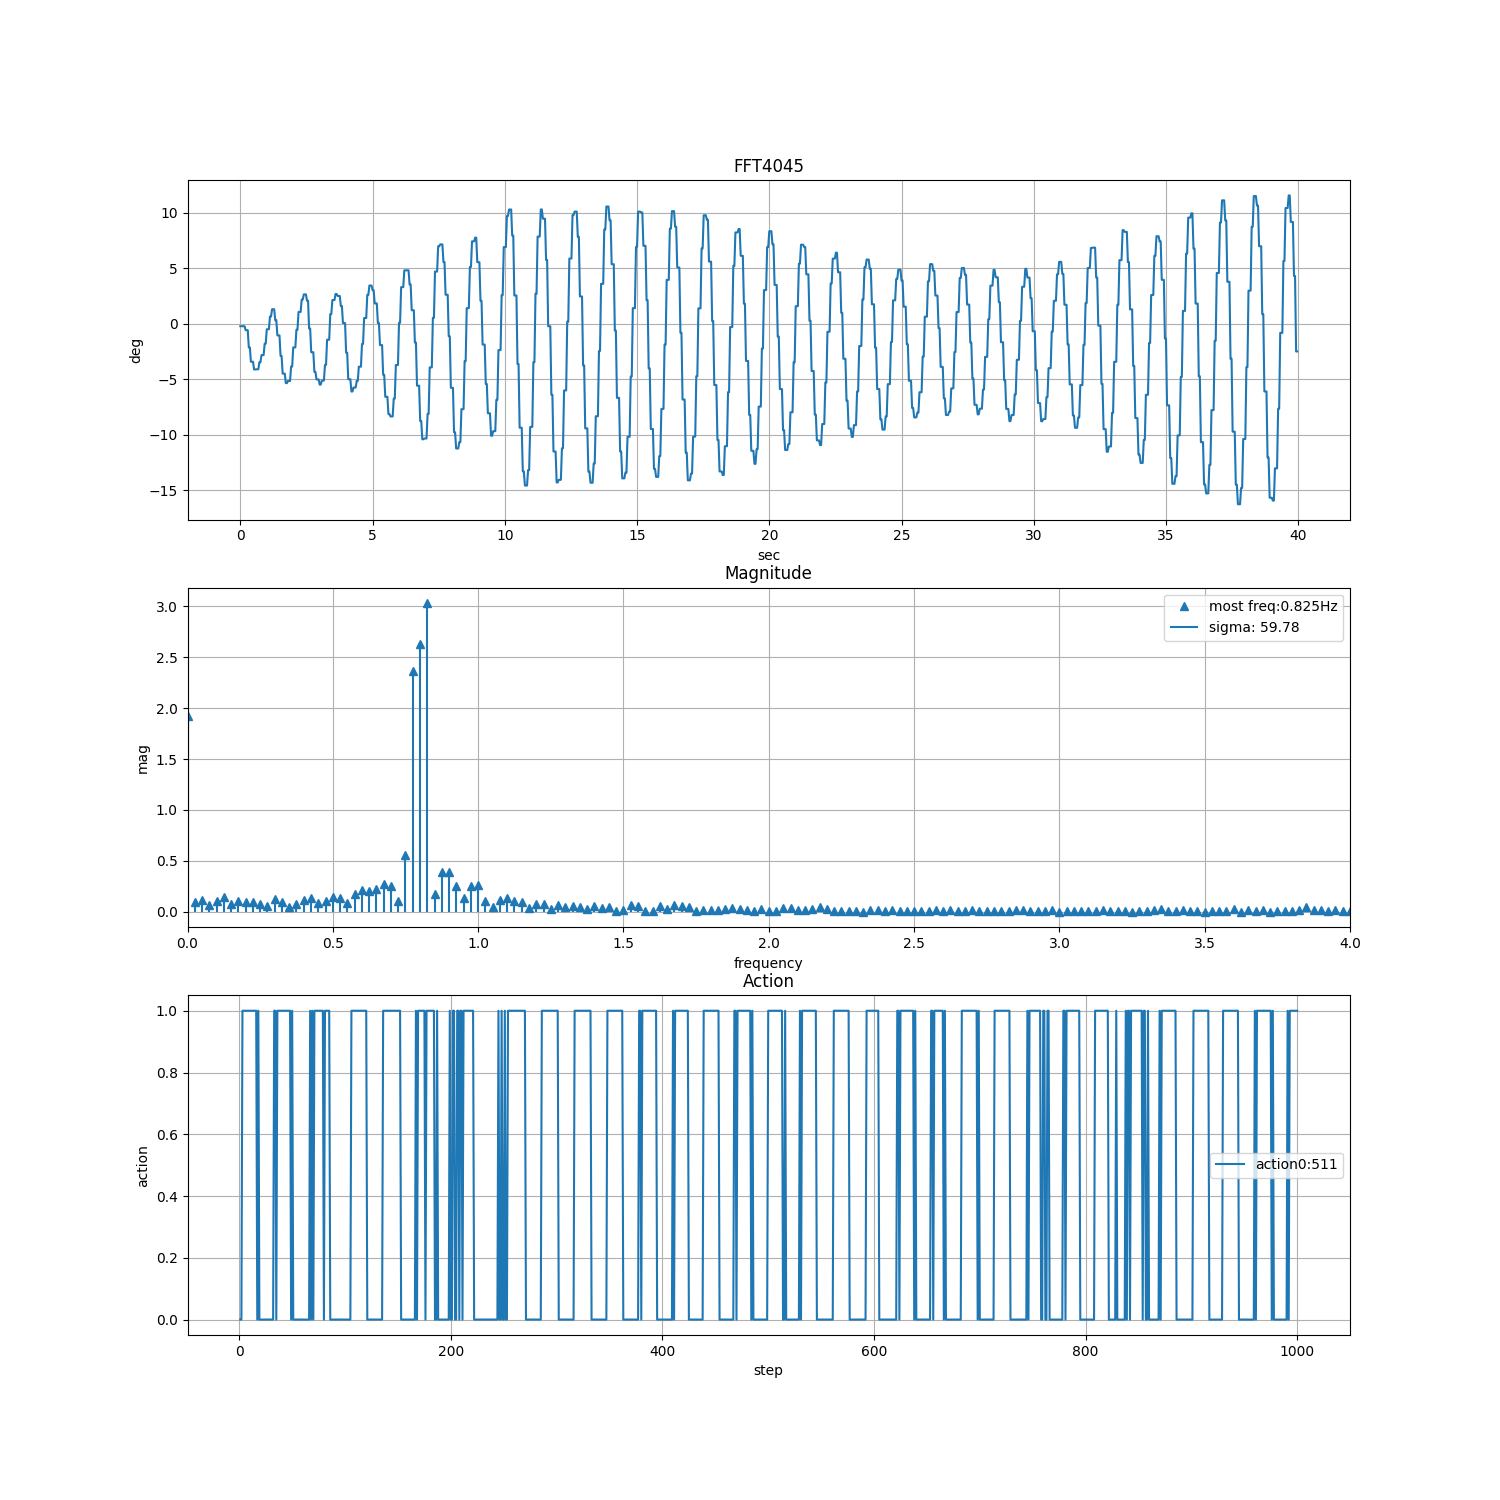 FFT4045
10
5
0
−5
−10
−15
deg
0 5 10 15 20 25 30 35 40
sec
Magnitude
3.0
2.5
2.0
1.5
1.0
0.5
0.0
mag
most freq:0.825Hz
sigma: 59.78
0.0 0.5 1.0 1.5 2.0 2.5 3.0 3.5 4.0
frequency
Action
1.0
0.8
0.6
0.4
0.2
0.0
action
action0:511
0 200 400 600 800 1000
step